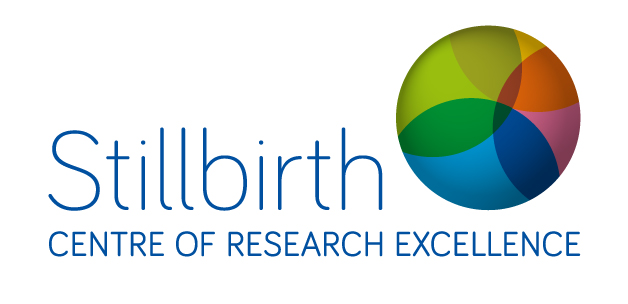 Stillbirth
CENTRE OF RESEARCH EXCELLENCE